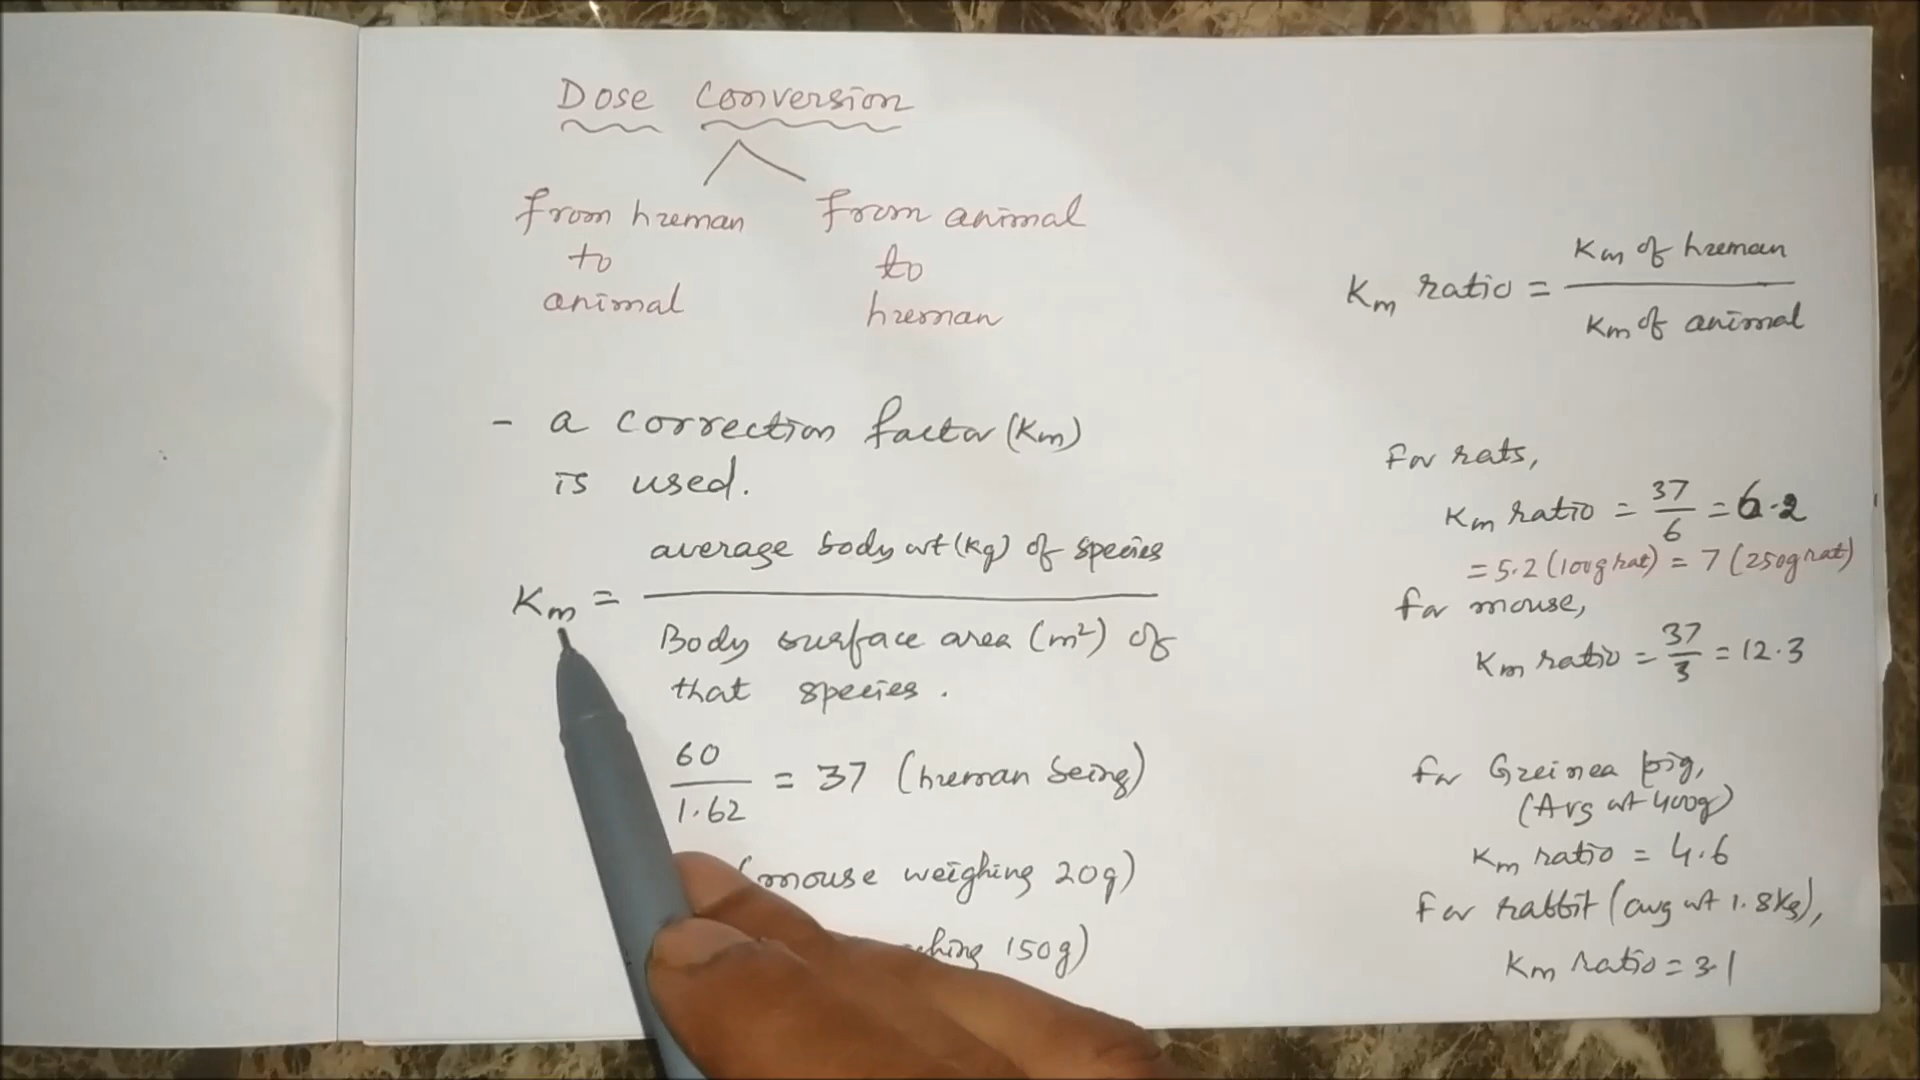 Dose Conversion
from human
to
animal
from animal
to
human
- a correction factor (Km)
is used.
Km = average body wt (kg) of species
Body surface area (m²) of
that species.
60
1.62
= 37 (human being)
(mouse weighing 20g)
150g)
Km ratio = Km of human
Km of animal
for rats,
Km ratio = 37/6 = 6.2
= 5.2 (100g rat) = 7 (250g rat)
for mouse,
Km ratio = 37/3 = 12.3
for Guinea pig,
(Avg wt 400g)
Km ratio = 4.6
for rabbit (avg wt 1.8kg),
Km ratio = 3.1